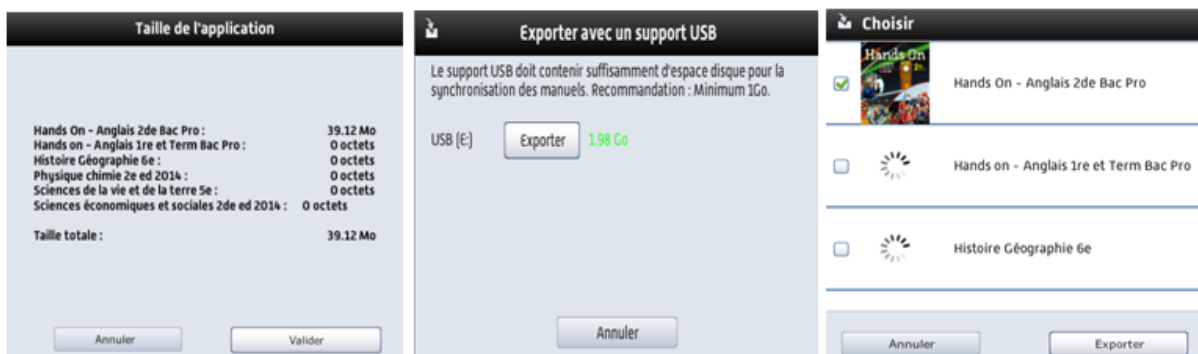 Taille de l'application
Hands On - Anglais 2de Bac Pro : 39.12 Mo
Hands on - Anglais 1re et Term Bac Pro : 0 octets
Histoire Géographie 6e : 0 octets
Physique chimie 2e ed 2014 : 0 octets
Sciences de la vie et de la terre 5e : 0 octets
Sciences économiques et sociales 2de ed 2014 : 0 octets
Taille totale : 39.12 Mo
Annuler Valider
Exporter avec un support USB
Le support USB doit contenir suffisamment d'espace disque pour la
synchronisation des manuels. Recommandation : Minimum 1Go.
USB (E:) Exporter 1.98 Go
Annuler
Choisir
Hands On
Hands On - Anglais 2de Bac Pro
Hands on - Anglais 1re et Term Bac Pro
Histoire Géographie 6e
Annuler Exporter